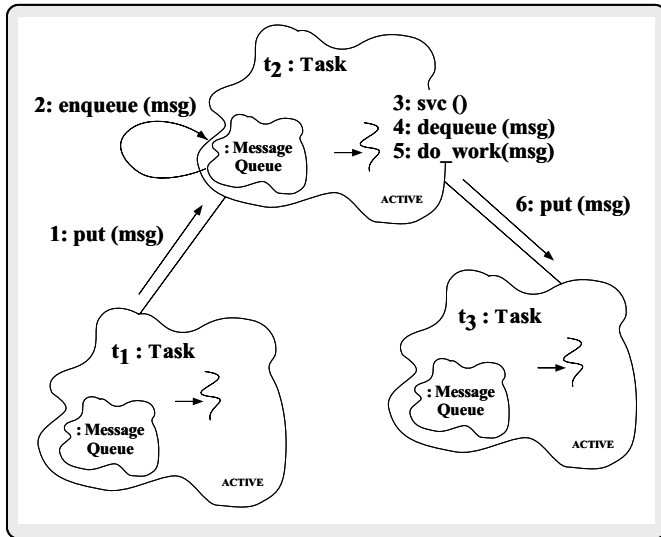 t2 : Task
2: enqueue (msg)
3: svc ()
4: dequeue (msg)
5: do_work(msg)
: Message
Queue
ACTIVE
1: put (msg)
6: put (msg)
t1 : Task
: Message
Queue
ACTIVE
t3 : Task
: Message
Queue
ACTIVE